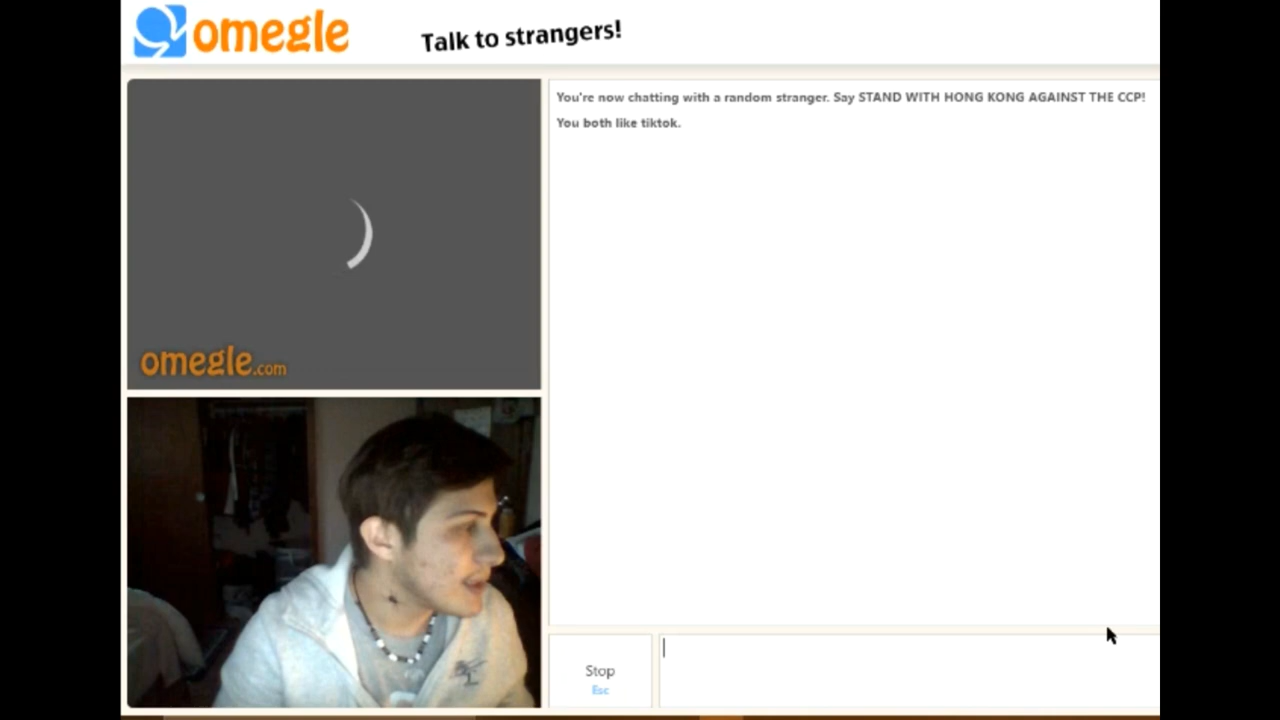 omegle
Talk to strangers!
You're now chatting with a random stranger. Say STAND WITH HONG KONG AGAINST THE CCP!
You both like tiktok.
omegle.com
Stop
Esc